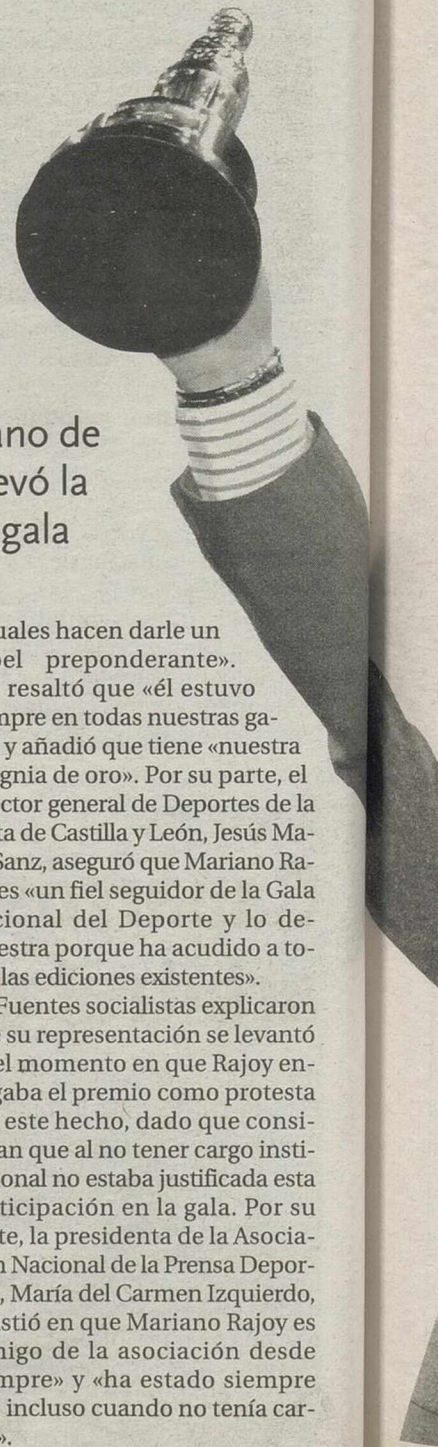 ano de
evó la
gala
uales hacen darle un
pel preponderante».
resaltó que «él estuvo
mpre en todas nuestras ga-
y añadió que tiene «nuestra
ignia de oro». Por su parte, el
ector general de Deportes de la
ta de Castilla y León, Jesús Ma-
Sanz, aseguró que Mariano Ra-
es «un fiel seguidor de la Gala
cional del Deporte y lo de-
estra porque ha acudido a to-
las ediciones existentes».
Fuentes socialistas explicaron
e su representación se levantó
el momento en que Rajoy en-
gaba el premio como protesta
este hecho, dado que consi-
an que al no tener cargo insti-
onal no estaba justificada esta
ticipación en la gala. Por su
te, la presidenta de la Asocia-
n Nacional de la Prensa Depor-
, María del Carmen Izquierdo,
stió en que Mariano Rajoy es
migo de la asociación desde
mpre» y «ha estado siempre
incluso cuando no tenía car-
».